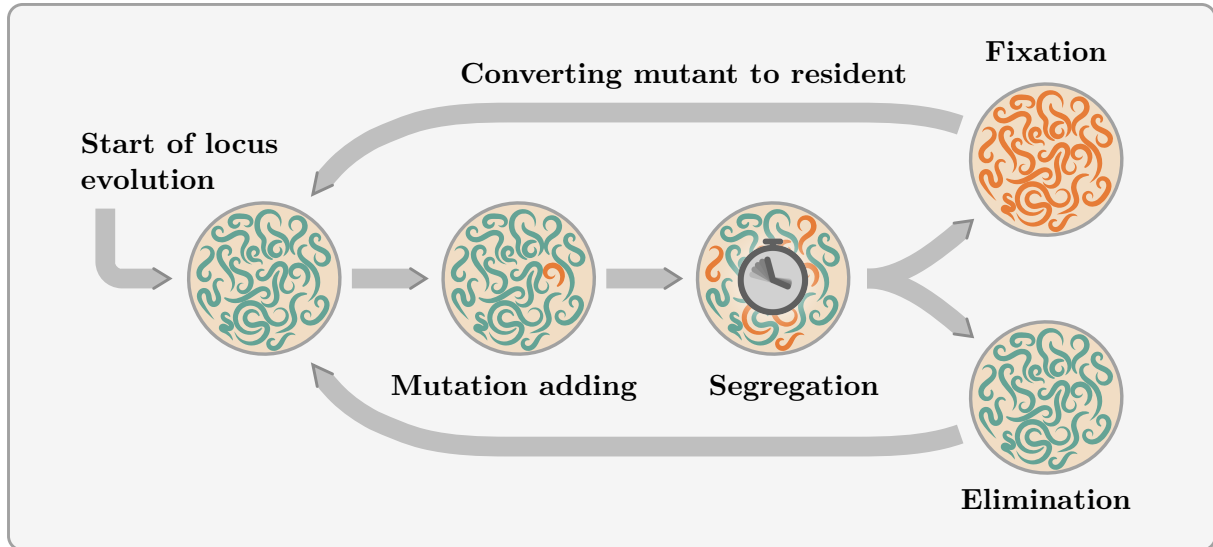 Fixation
Converting mutant to resident
Start of locus
evolution
Mutation adding
Segregation
Elimination